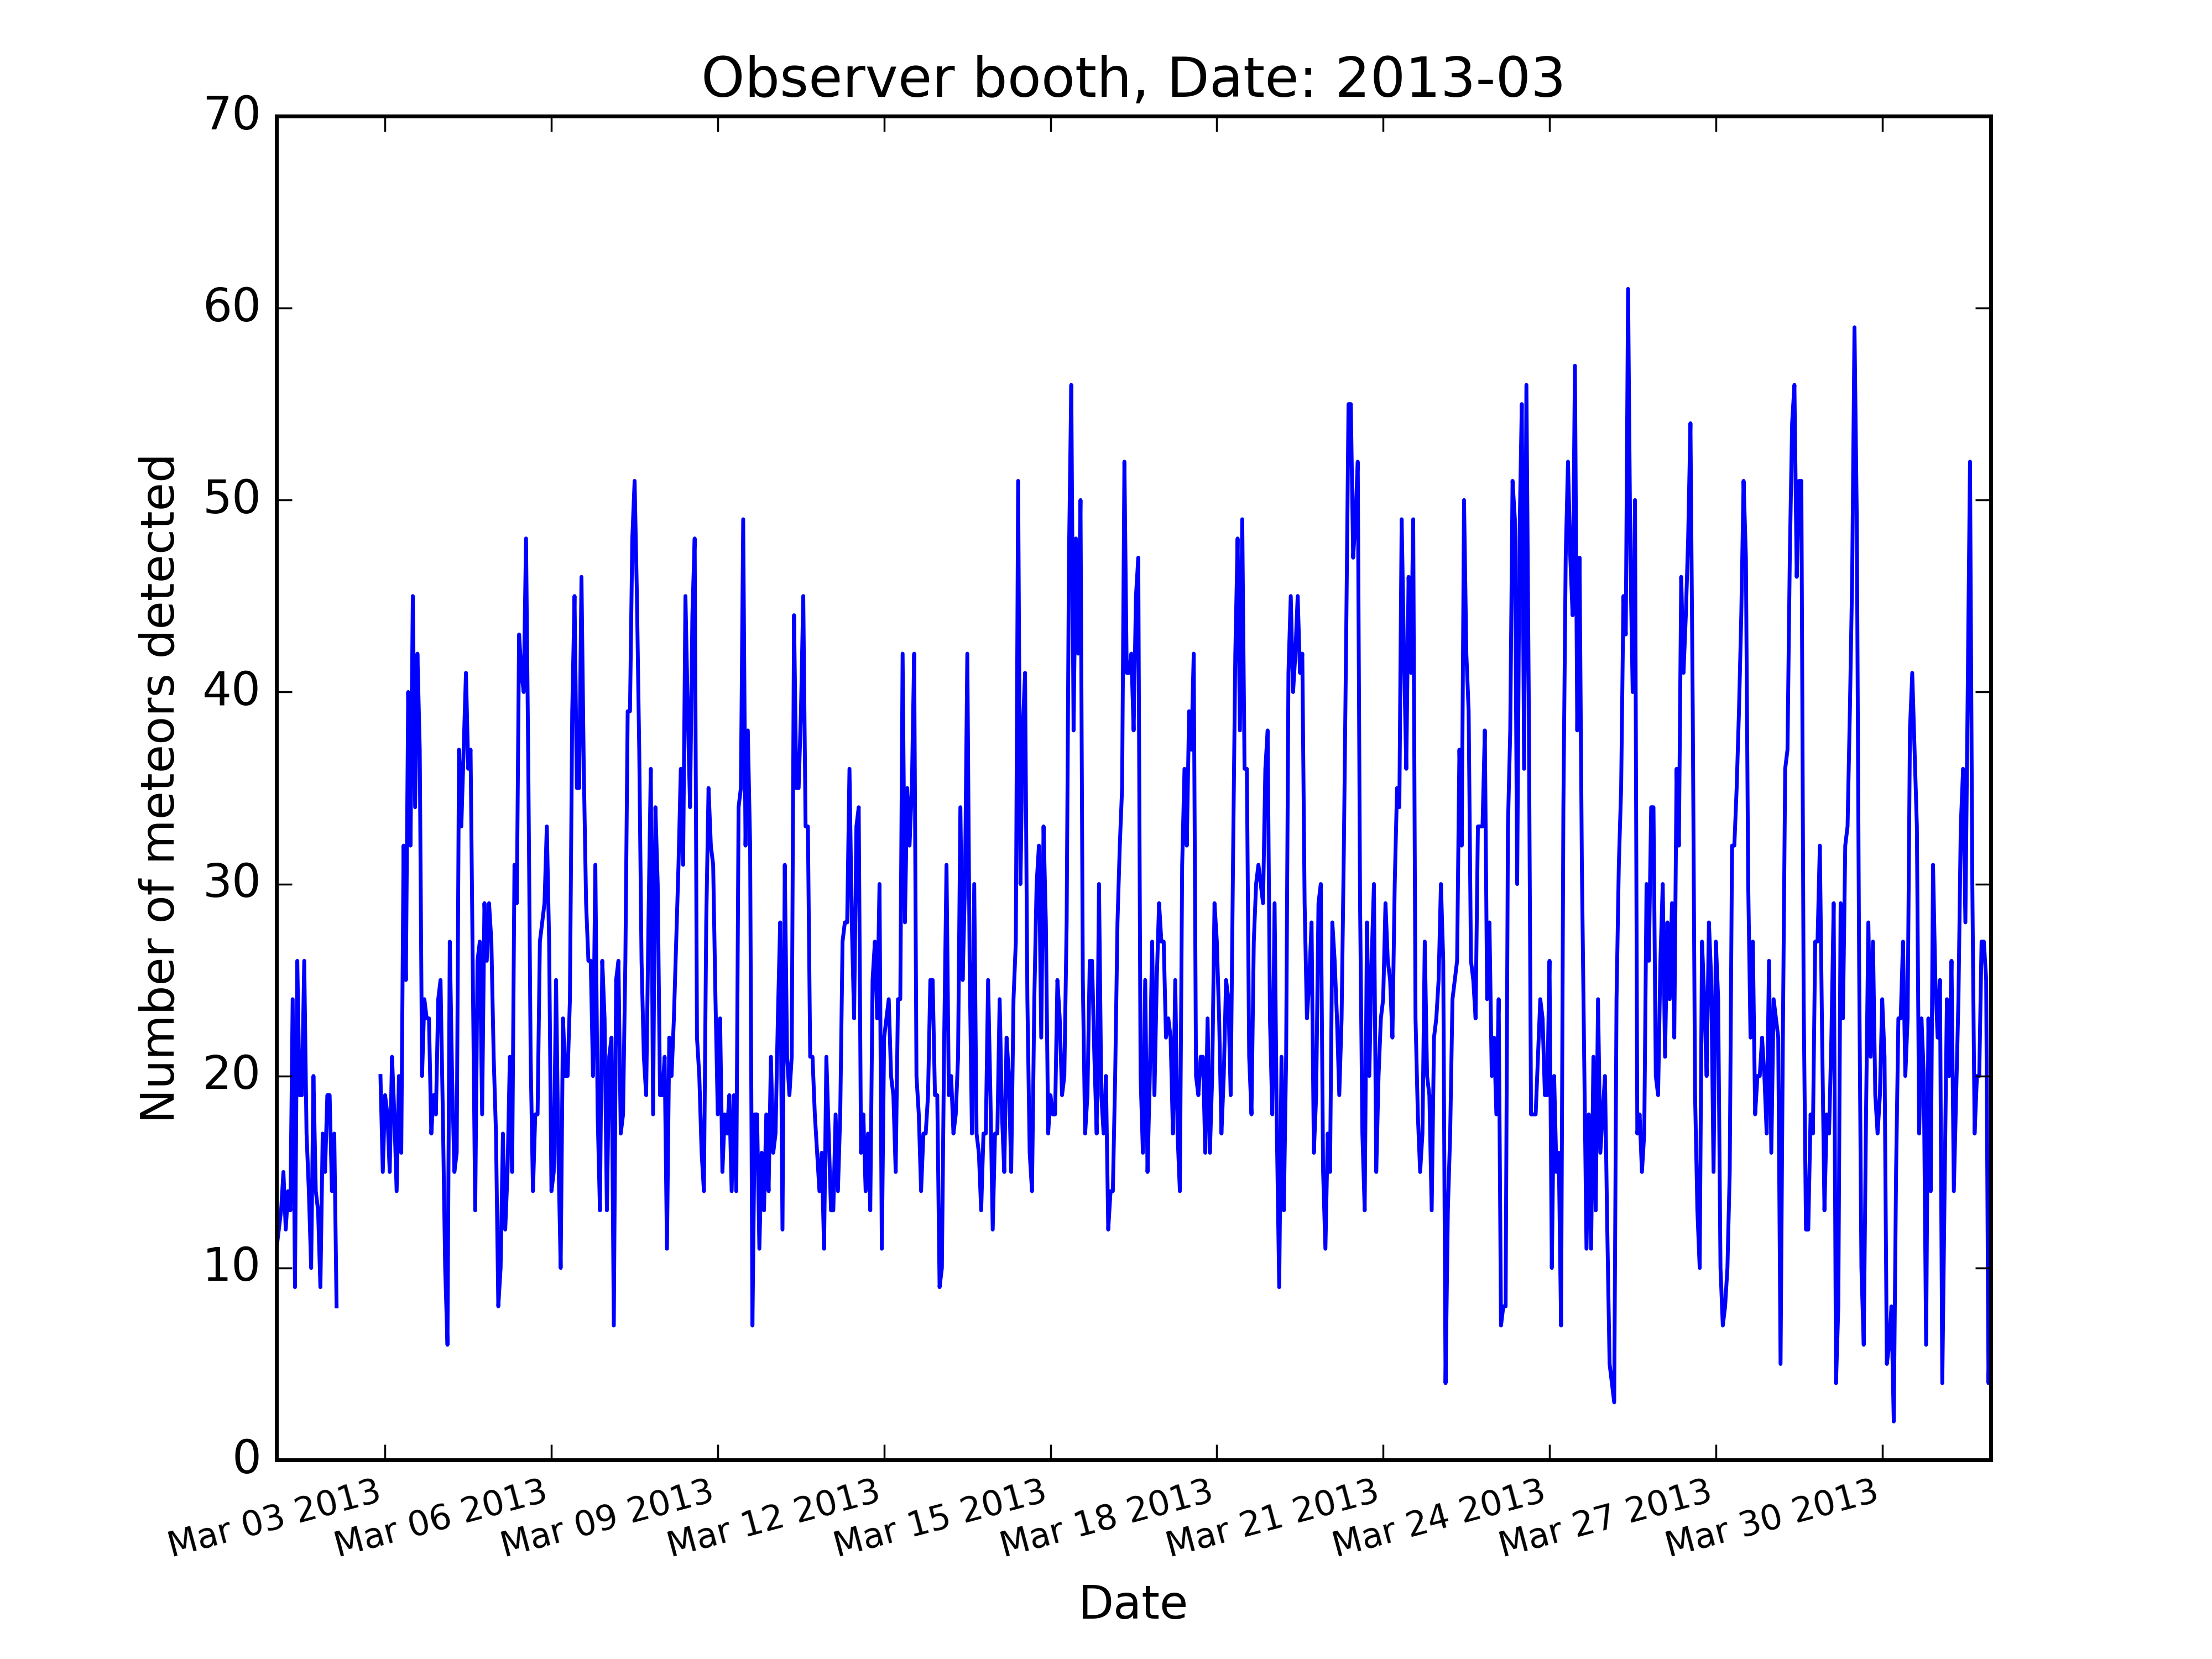 Observer booth, Date: 2013-03
70
60
50
40
30
20
10
0
Number of meteors detected
Mar 03 2013
Mar 06 2013
Mar 09 2013
Mar 12 2013
Mar 15 2013
Mar 18 2013
Mar 21 2013
Mar 24 2013
Mar 27 2013
Mar 30 2013
Date